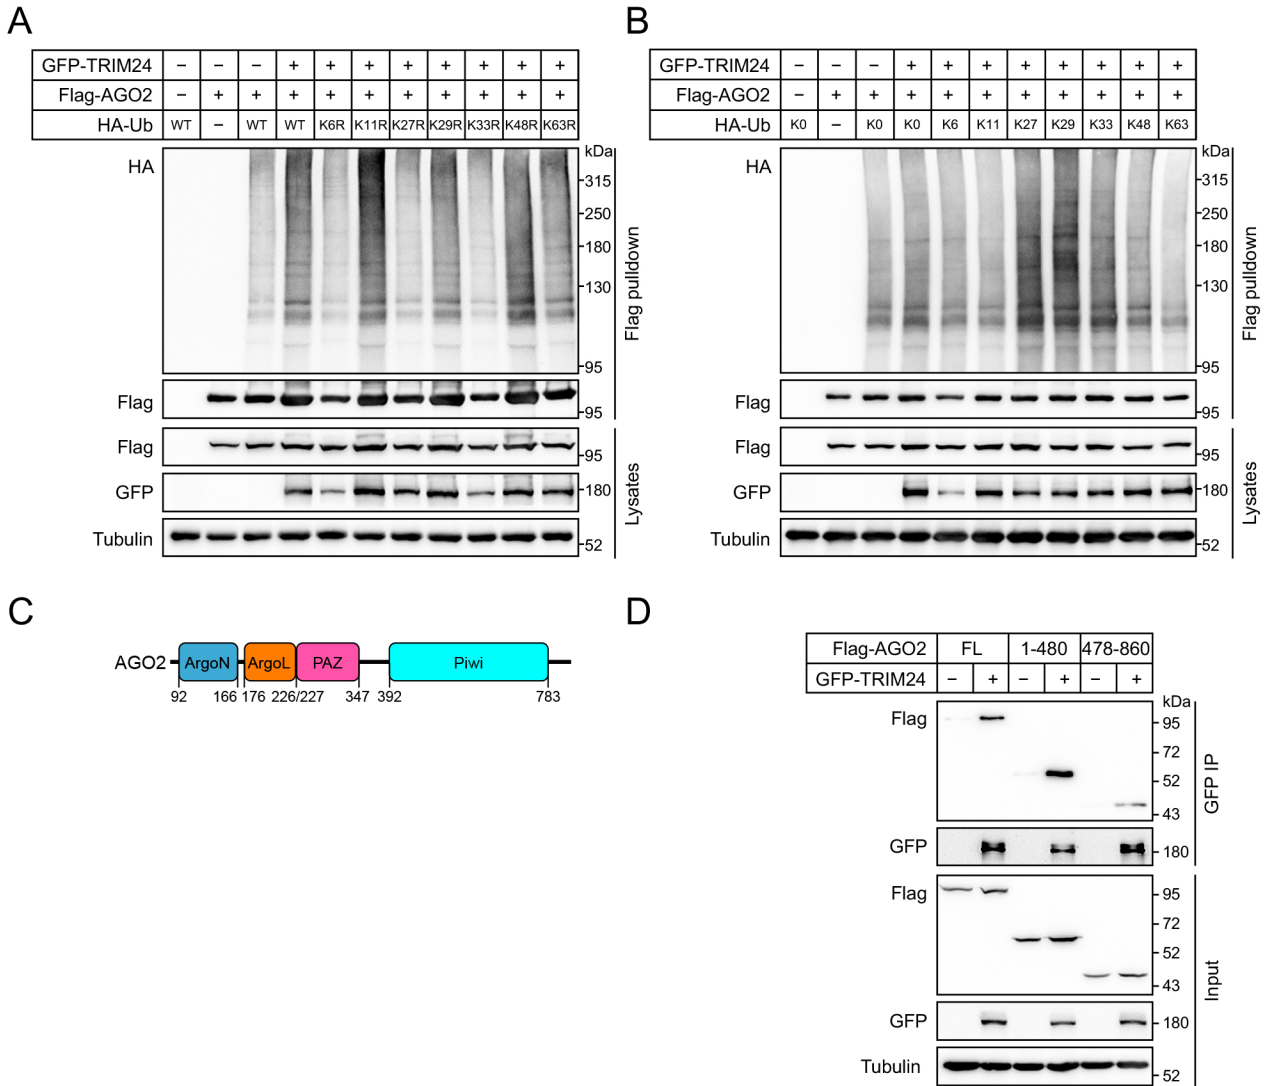 A
GFP-TRIM24 – – – + + + + + + + +
Flag-AGO2 – + + + + + + + + + +
HA-Ub WT – WT WT K6R K11R K27R K29R K33R K48R K63R
kDa
HA
315
250
180
130
95
Flag pulldown
Flag
95
Flag
95
GFP
180
Tubulin
52
Lysates
B
GFP-TRIM24 – – – + + + + + + + +
Flag-AGO2 – + + + + + + + + + +
HA-Ub K0 – K0 K0 K6 K11 K27 K29 K33 K48 K63
kDa
HA
315
250
180
130
95
Flag pulldown
Flag
95
Flag
95
GFP
180
Tubulin
52
Lysates
C
AGO2 ArgoN ArgoL PAZ Piwi
92 166 176 226/227 347 392 783
D
Flag-AGO2 FL 1-480 478-860
GFP-TRIM24 – + – + – +
kDa
Flag
95
72
52
43
GFP IP
GFP
180
Flag
95
72
52
43
Input
GFP
180
Tubulin
52